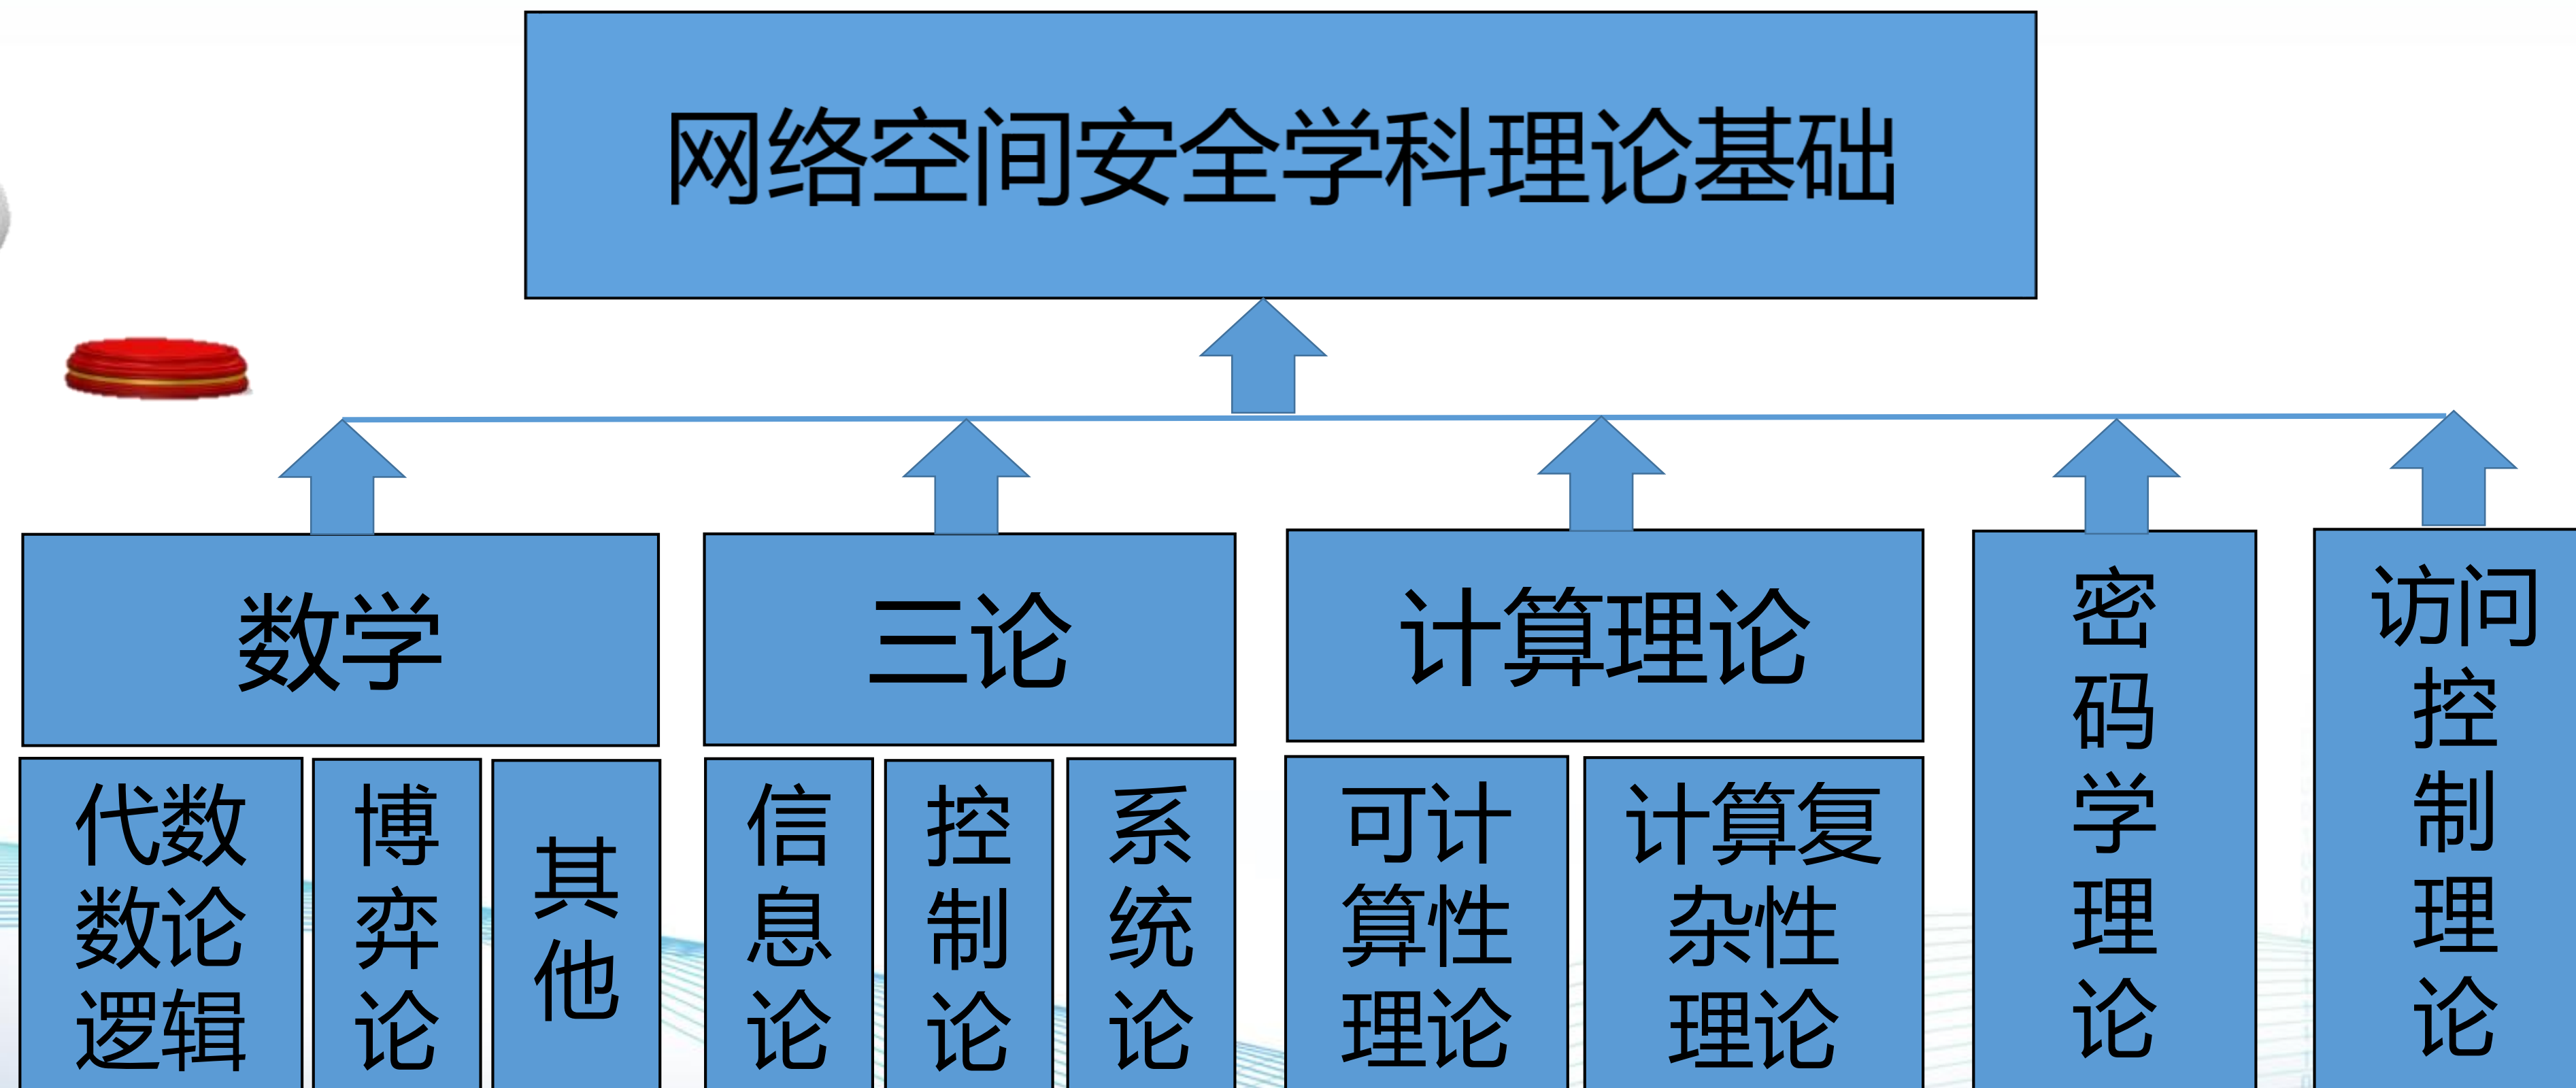 网络空间安全学科理论基础
数学
三论
计算理论
密
码
学
理
论
访问
控
制
理
论
代数
数论
逻辑
博
弈
论
其
他
信
息
论
控
制
论
系
统
论
可计
算性
理论
计算复
杂性
理论